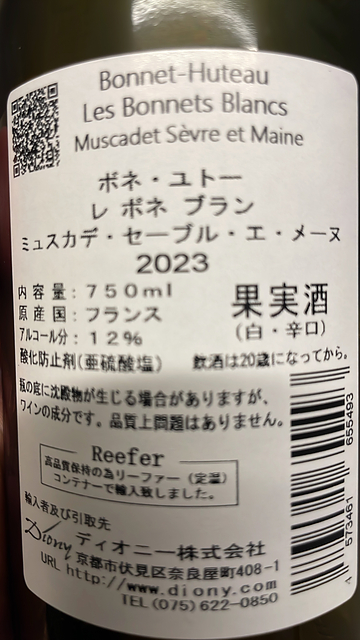 Bonnet-Huteau
Les Bonnets Blancs
Muscadet Sèvre et Maine
ボネ・ユトー
レ ボネ ブラン
ミュスカデ・セーブル・エ・メーヌ
2023
内容量:750ml
原産国:フランス
アルコール分:12%
果実酒
(白・辛口)
酸化防止剤(亜硫酸塩)
飲酒は20歳になってから。
瓶の底に沈殿物が生じる場合がありますが、
ワインの成分です。品質上問題はありません。
Reefer
高品質保持の為リーファー(定温)
コンテナーで輸入致しました。
輸入者及び引取先
Diony ディオニー株式会社
京都市伏見区奈良屋町408-1
URL http://www.diony.com
TEL(075)622-0850
4 573461 655493